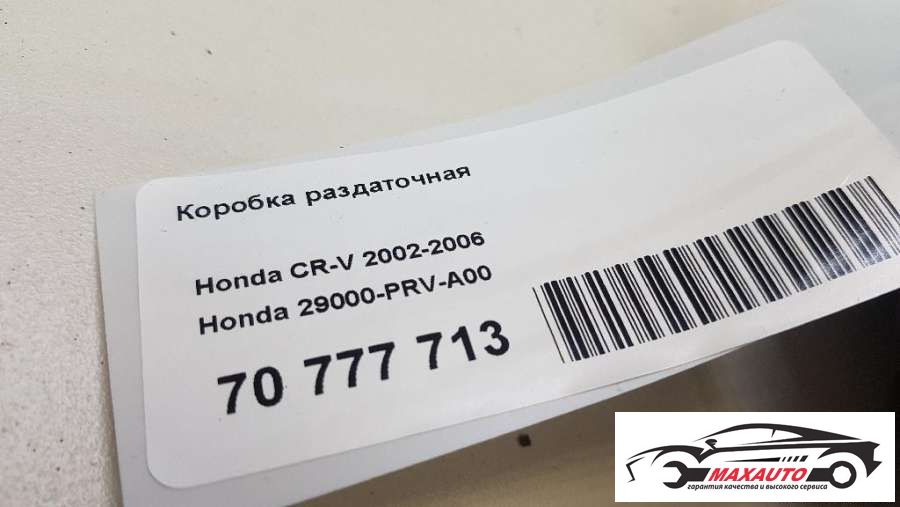 Коробка раздаточная
Honda CR-V 2002-2006
Honda 29000-PRV-A00
70 777 713
MAXAUTO
гарантия качества и высокого сервиса